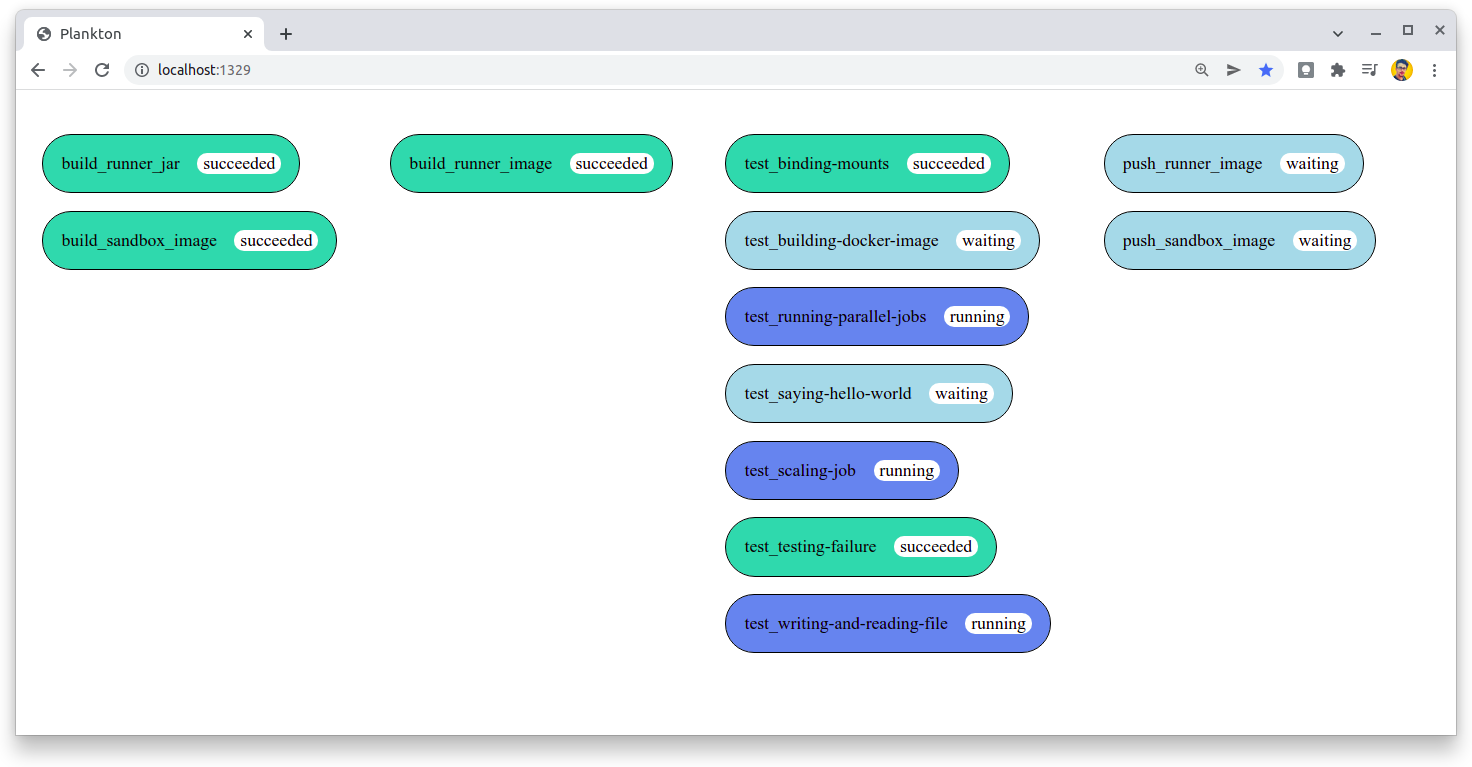 Plankton
localhost:1329
build_runner_jar succeeded
build_sandbox_image succeeded
build_runner_image succeeded
test_binding-mounts succeeded
test_building-docker-image waiting
test_running-parallel-jobs running
test_saying-hello-world waiting
test_scaling-job running
test_testing-failure succeeded
test_writing-and-reading-file running
push_runner_image waiting
push_sandbox_image waiting